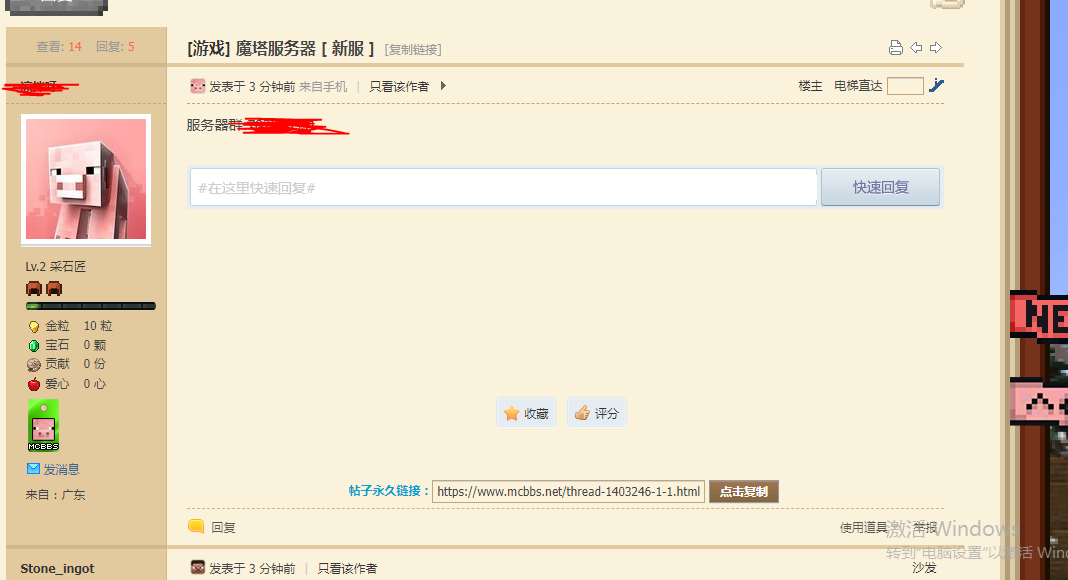 查看: 14 回复: 5
[游戏] 魔塔服务器 [ 新服 ] [复制链接]
发表于 3 分钟前 来自手机 | 只看该作者
楼主 电梯直达
服务器群
#在这里快速回复#
快速回复
Lv.2 采石匠
金粒 10 粒
宝石 0 颗
贡献 0 份
爱心 0 心
MCBBS
发消息
来自：广东
收藏
评分
帖子永久链接： https://www.mcbbs.net/thread-1403246-1-1.html 点击复制
回复
使用道具 举报
激活 Windows
转到"电脑设置"以激活 Win
Stone_ingot
发表于 3 分钟前 | 只看该作者
沙发
NE